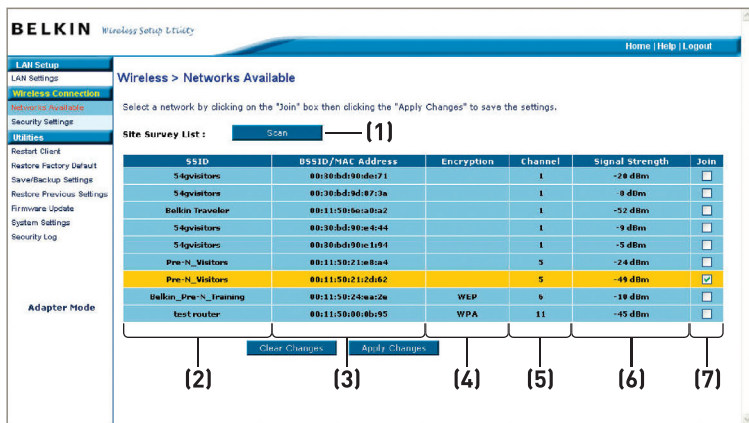 BELKIN Wireless Setup Utility
Home | Help | Logout
LAN Setup
LAN Settings
Wireless Connection
Networks Available
Security Settings
Utilities
Restart Client
Restore Factory Default
Save/Backup Settings
Restore Previous Settings
Firmware Update
System Settings
Security Log
Adapter Mode
Wireless > Networks Available
Select a network by clicking on the "Join" box then clicking the "Apply Changes" to save the settings.
Site Survey List : Scan (1)
SSID BSSID/MAC Address Encryption Channel Signal Strength Join
54gvisitors 00:30:bd:90:de:71 1 -20 dBm
54gvisitors 00:30:bd:9d:07:3a 1 -8 dBm
Belkin Traveler 00:11:50:6e:a0:a2 1 -52 dBm
54gvisitors 00:30:bd:90:e4:44 1 -9 dBm
54gvisitors 00:30:bd:90:e1:94 1 -5 dBm
Pre-N_Visitors 00:11:50:21:e8:a4 5 -24 dBm
Pre-N_Visitors 00:11:50:21:2d:62 5 -49 dBm
Belkin_Pre-N_Training 00:11:50:24:ea:2e WEP 6 -10 dBm
test router 00:11:50:00:0b:95 WPA 11 -45 dBm
Clear Changes Apply Changes
(2) (3) (4) (5) (6) (7)